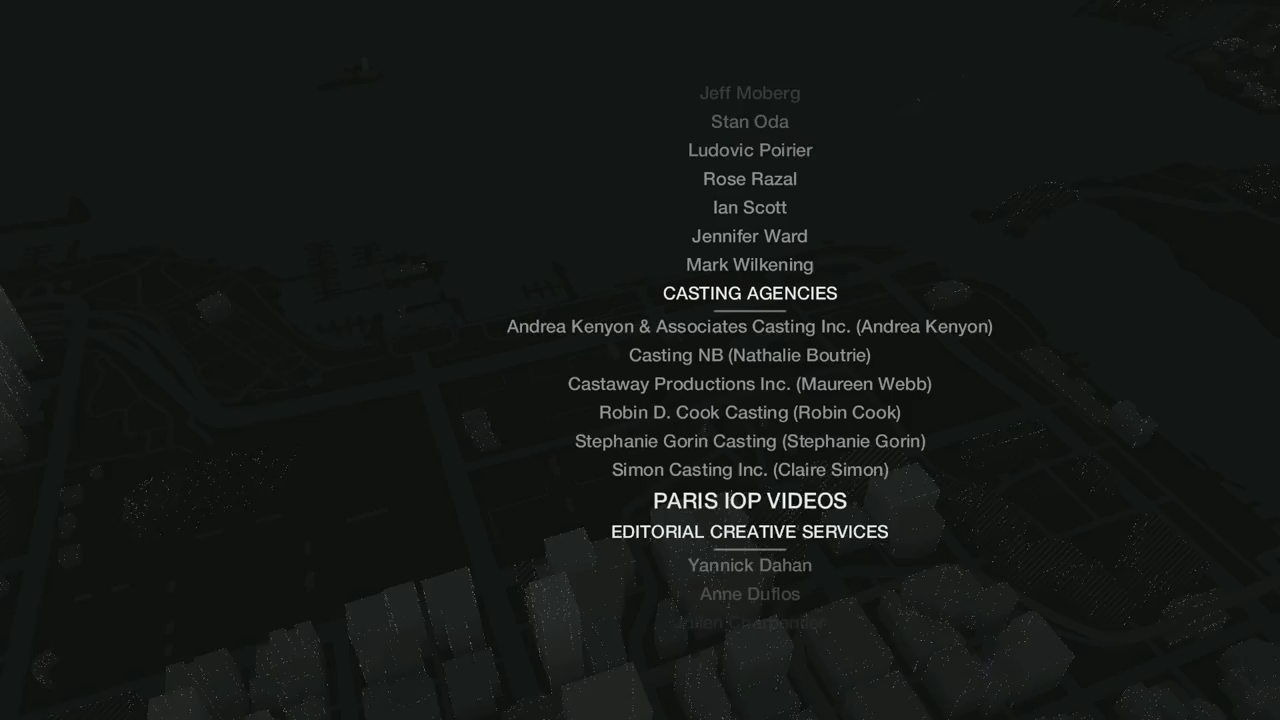 Jeff Moberg
Stan Oda
Ludovic Poirier
Rose Razal
Ian Scott
Jennifer Ward
Mark Wilkening
CASTING AGENCIES
Andrea Kenyon & Associates Casting Inc. (Andrea Kenyon)
Casting NB (Nathalie Boutrie)
Castaway Productions Inc. (Maureen Webb)
Robin D. Cook Casting (Robin Cook)
Stephanie Gorin Casting (Stephanie Gorin)
Simon Casting Inc. (Claire Simon)
PARIS IOP VIDEOS
EDITORIAL CREATIVE SERVICES
Yannick Dahan
Anne Duflos
Julien Charpentier